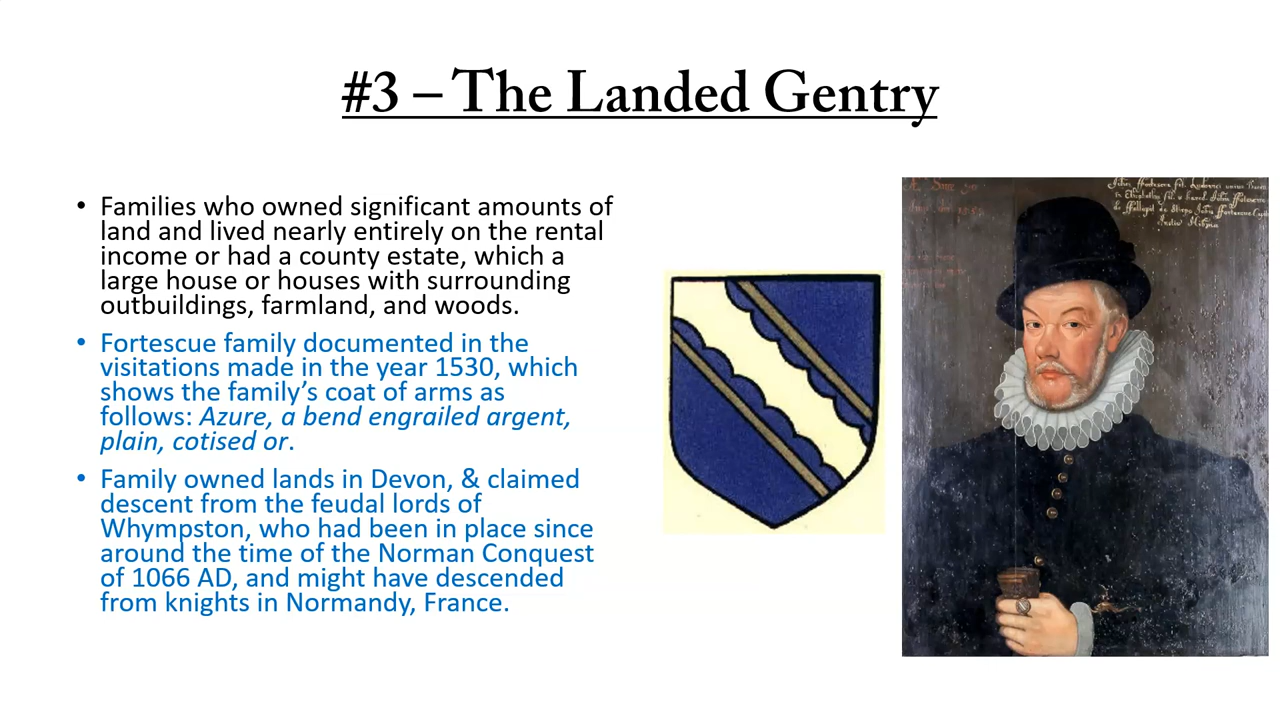 #3 – The Landed Gentry
• Families who owned significant amounts of
land and lived nearly entirely on the rental
income or had a county estate, which a
large house or houses with surrounding
outbuildings, farmland, and woods.
• Fortescue family documented in the
visitations made in the year 1530, which
shows the family’s coat of arms as
follows: Azure, a bend engrailed argent,
plain, cotised or.
• Family owned lands in Devon, & claimed
descent from the feudal lords of
Whympston, who had been in place since
around the time of the Norman Conquest
of 1066 AD, and might have descended
from knights in Normandy, France.